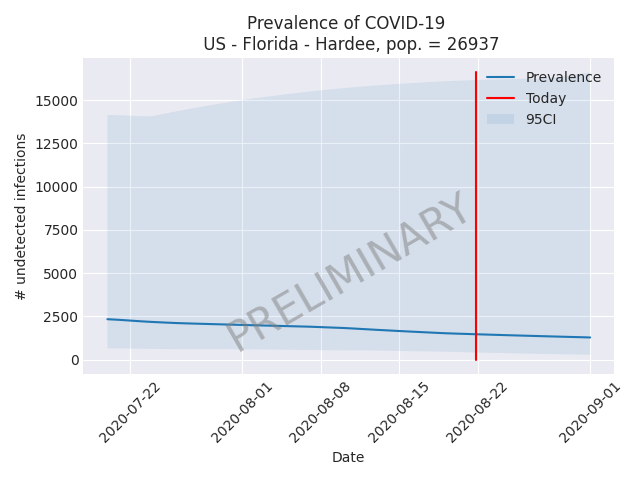 Prevalence of COVID-19
US - Florida - Hardee, pop. = 26937
Prevalence
Today
95CI
# undetected infections
15000
12500
10000
7500
5000
2500
0
PRELIMINARY
2020-07-22
2020-08-01
2020-08-08
2020-08-15
2020-08-22
2020-09-01
Date